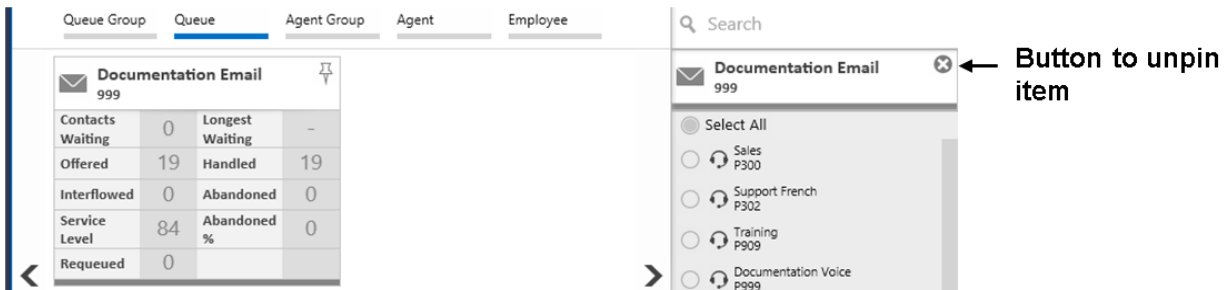 Queue Group Queue Agent Group Agent Employee
Documentation Email
999
Contacts Waiting 0 Longest Waiting -
Offered 19 Handled 19
Interflowed 0 Abandoned 0
Service Level 84 Abandoned % 0
Requeued 0
Search
Documentation Email
999
Select All
Sales
P300
Support French
P302
Training
P909
Documentation Voice
P999
Button to unpin
item